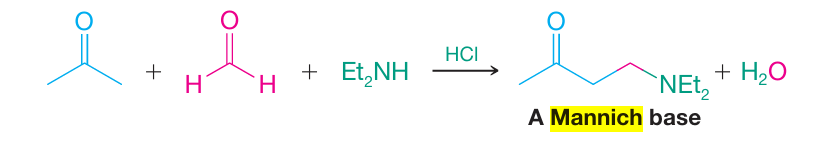 O O HCl O
H H + + Et₂NH NEt₂ + H₂O
A Mannich base